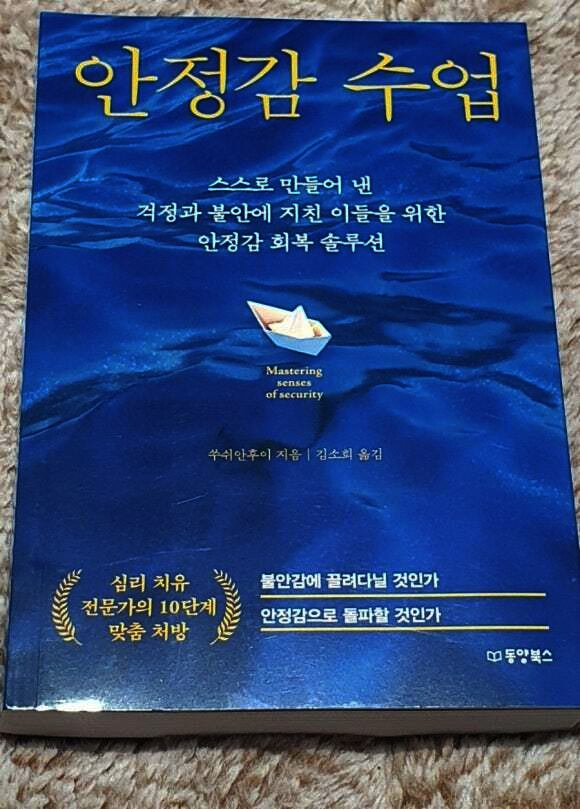 안정감 수업
스스로 만들어 낸
걱정과 불안에 지친 이들을 위한
안정감 회복 솔루션
Mastering
senses
of security
쑤쉬안후이 지음 | 김소희 옮김
심리 치유
전문가의 10단계
맞춤 처방
불안감에 끌려다닐 것인가
안정감으로 돌파할 것인가
동양북스